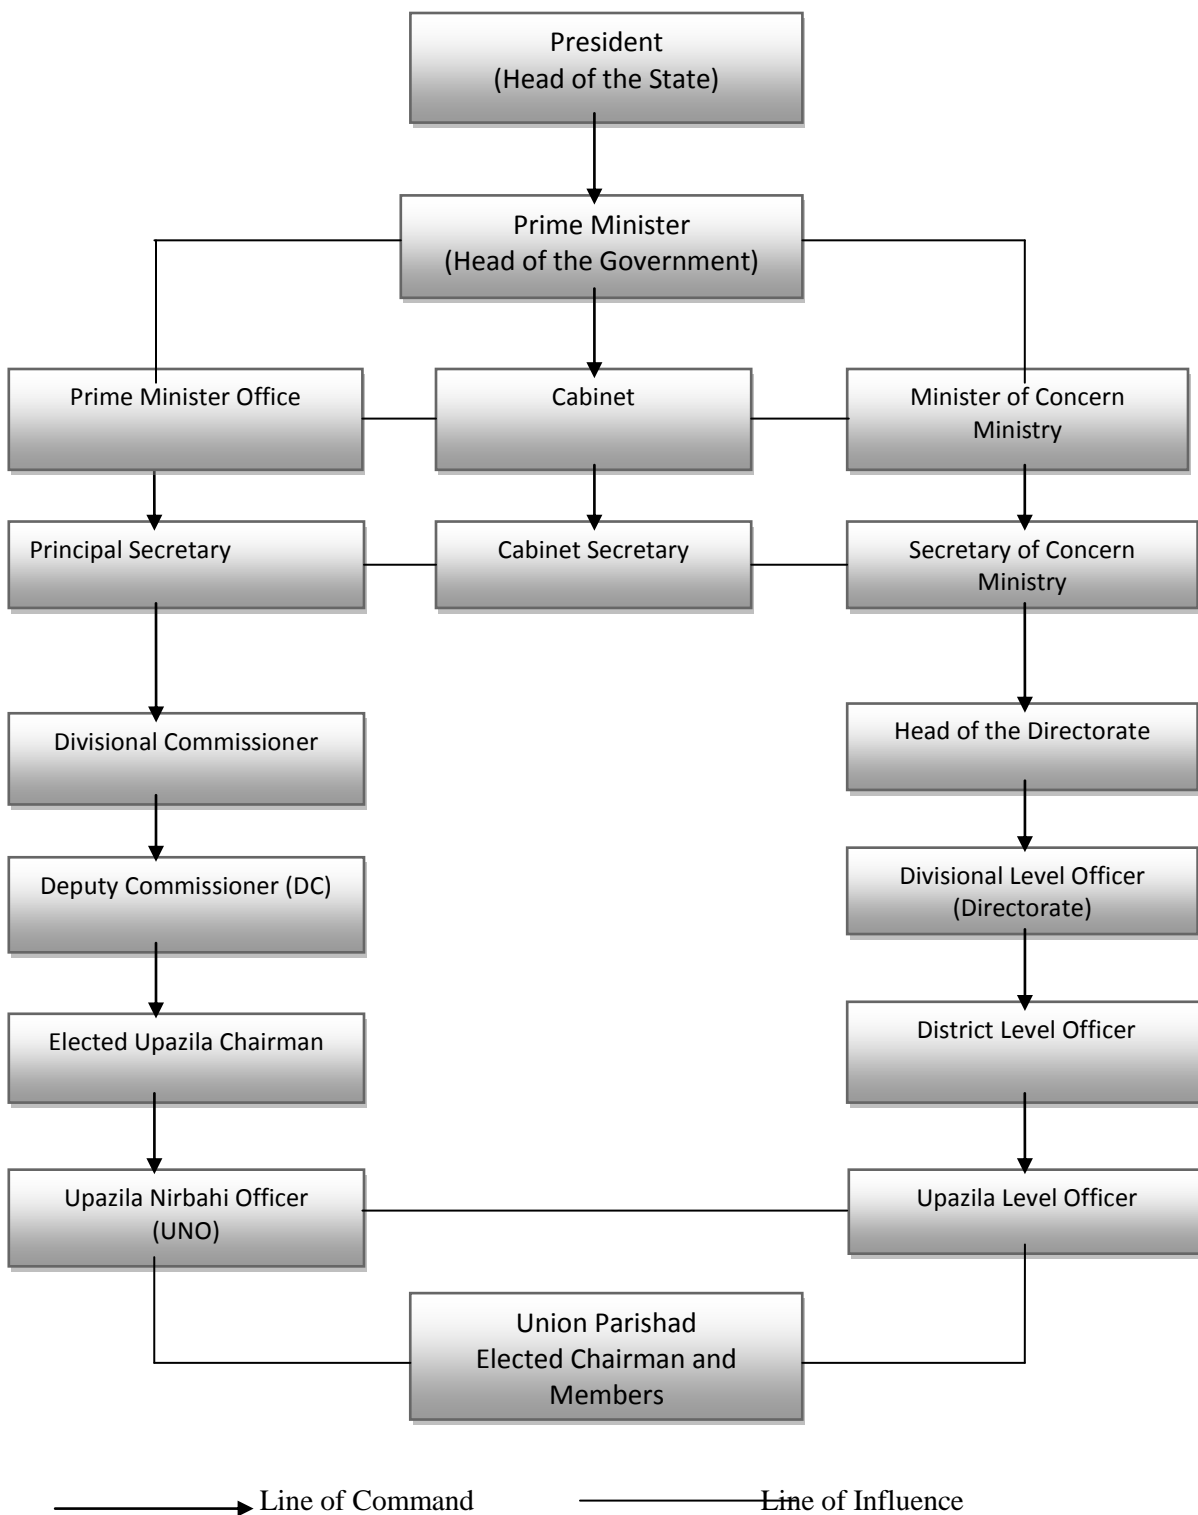 President
(Head of the State)
Prime Minister
(Head of the Government)
Prime Minister Office
Cabinet
Minister of Concern
Ministry
Principal Secretary
Cabinet Secretary
Secretary of Concern
Ministry
Divisional Commissioner
Head of the Directorate
Deputy Commissioner (DC)
Divisional Level Officer
(Directorate)
Elected Upazila Chairman
District Level Officer
Upazila Nirbahi Officer
(UNO)
Upazila Level Officer
Union Parishad
Elected Chairman and
Members
Line of Command
Line of Influence